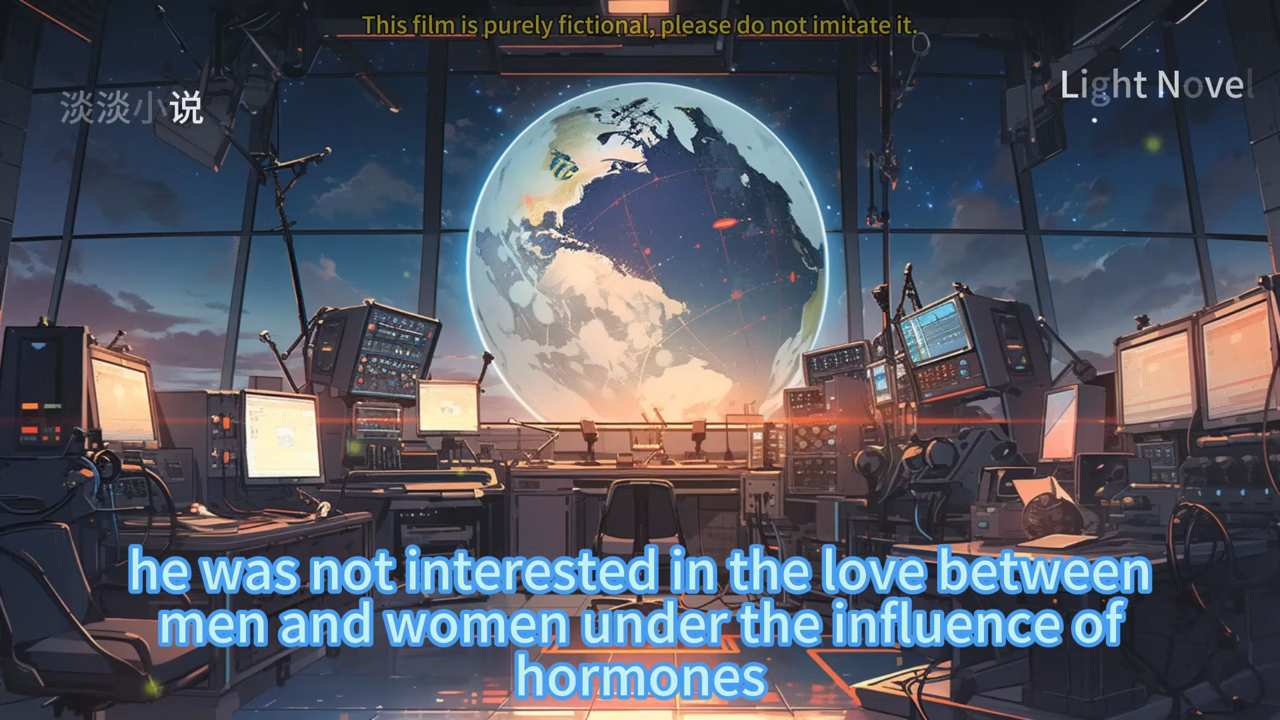 This film is purely fictional, please do not imitate it.
淡淡小说
Light Novel
he was not interested in the love between
men and women under the influence of
hormones